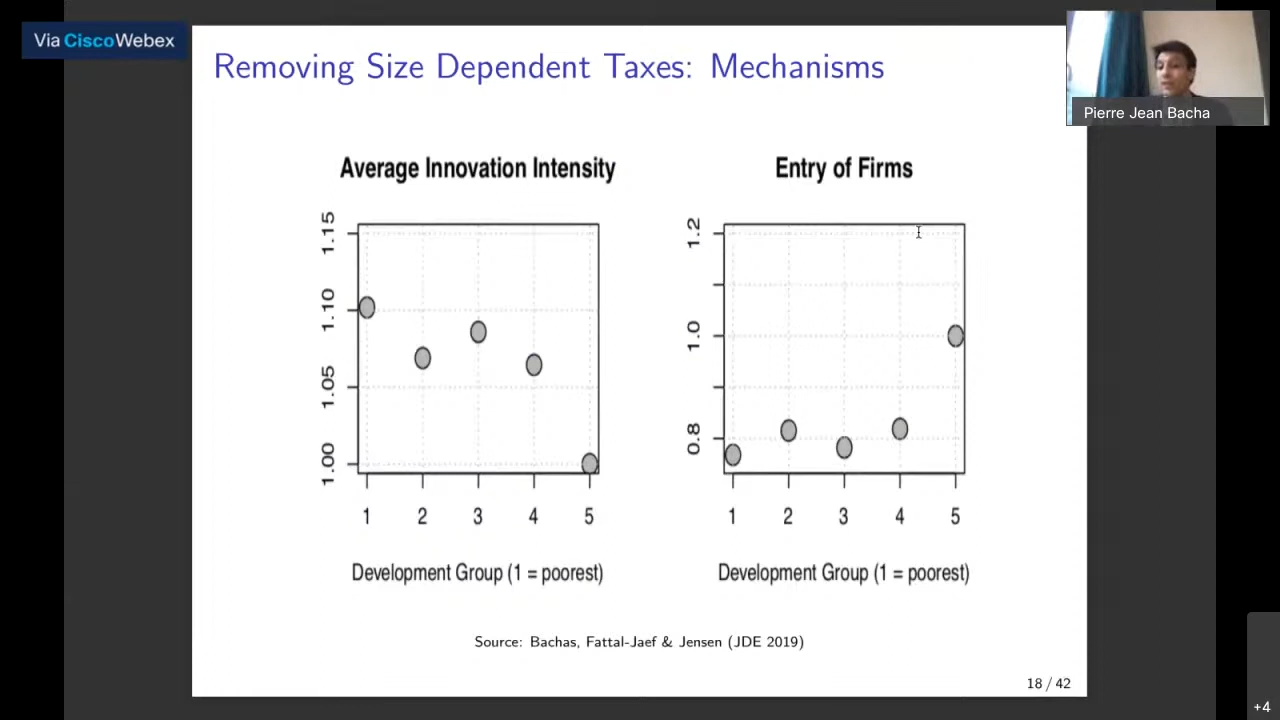 Via Cisco Webex
Removing Size Dependent Taxes: Mechanisms
Pierre Jean Bacha
Average Innovation Intensity
1.15
1.10
1.05
1.00
1 2 3 4 5
Development Group (1 = poorest)
Entry of Firms
1.2
1.0
0.8
1 2 3 4 5
Development Group (1 = poorest)
Source: Bachas, Fattal-Jaef & Jensen (JDE 2019)
18 / 42
+4